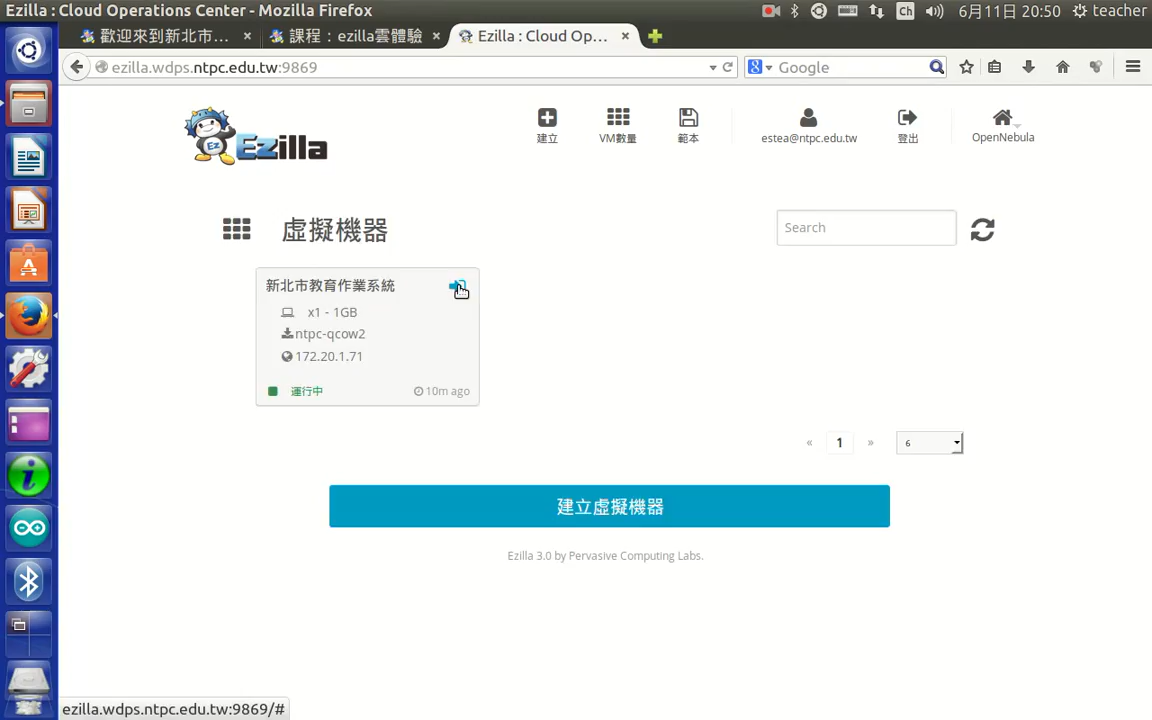 Ezilla : Cloud Operations Center - Mozilla Firefox
Ch
6月11日 20:50
teacher
歡迎來到新北市...
課程：ezilla雲體驗
Ezilla : Cloud Op...
ezilla.wdps.ntpc.edu.tw:9869
Google
Ez
Ezilla
建立
VM數量
範本
estea@ntpc.edu.tw
登出
OpenNebula
虛擬機器
Search
新北市教育作業系統
x1 - 1GB
ntpc-qcow2
172.20.1.71
運行中
10m ago
«
1
»
6
建立虛擬機器
Ezilla 3.0 by Pervasive Computing Labs.
ezilla.wdps.ntpc.edu.tw:9869/#